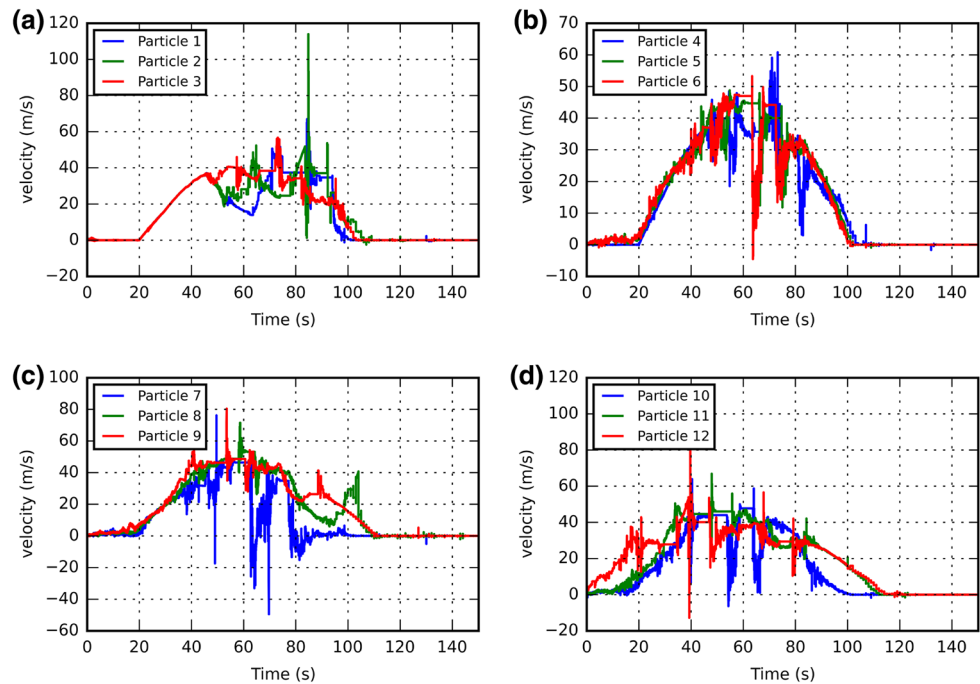 (a)
120
100
80
60
40
20
0
−20
velocity (m/s)
Particle 1
Particle 2
Particle 3
0 20 40 60 80 100 120 140
Time (s)
(b)
70
60
50
40
30
20
10
0
−10
velocity (m/s)
Particle 4
Particle 5
Particle 6
0 20 40 60 80 100 120 140
Time (s)
(c)
100
80
60
40
20
0
−20
−40
−60
velocity (m/s)
Particle 7
Particle 8
Particle 9
0 20 40 60 80 100 120 140
Time (s)
(d)
120
100
80
60
40
20
0
−20
velocity (m/s)
Particle 10
Particle 11
Particle 12
0 20 40 60 80 100 120 140
Time (s)